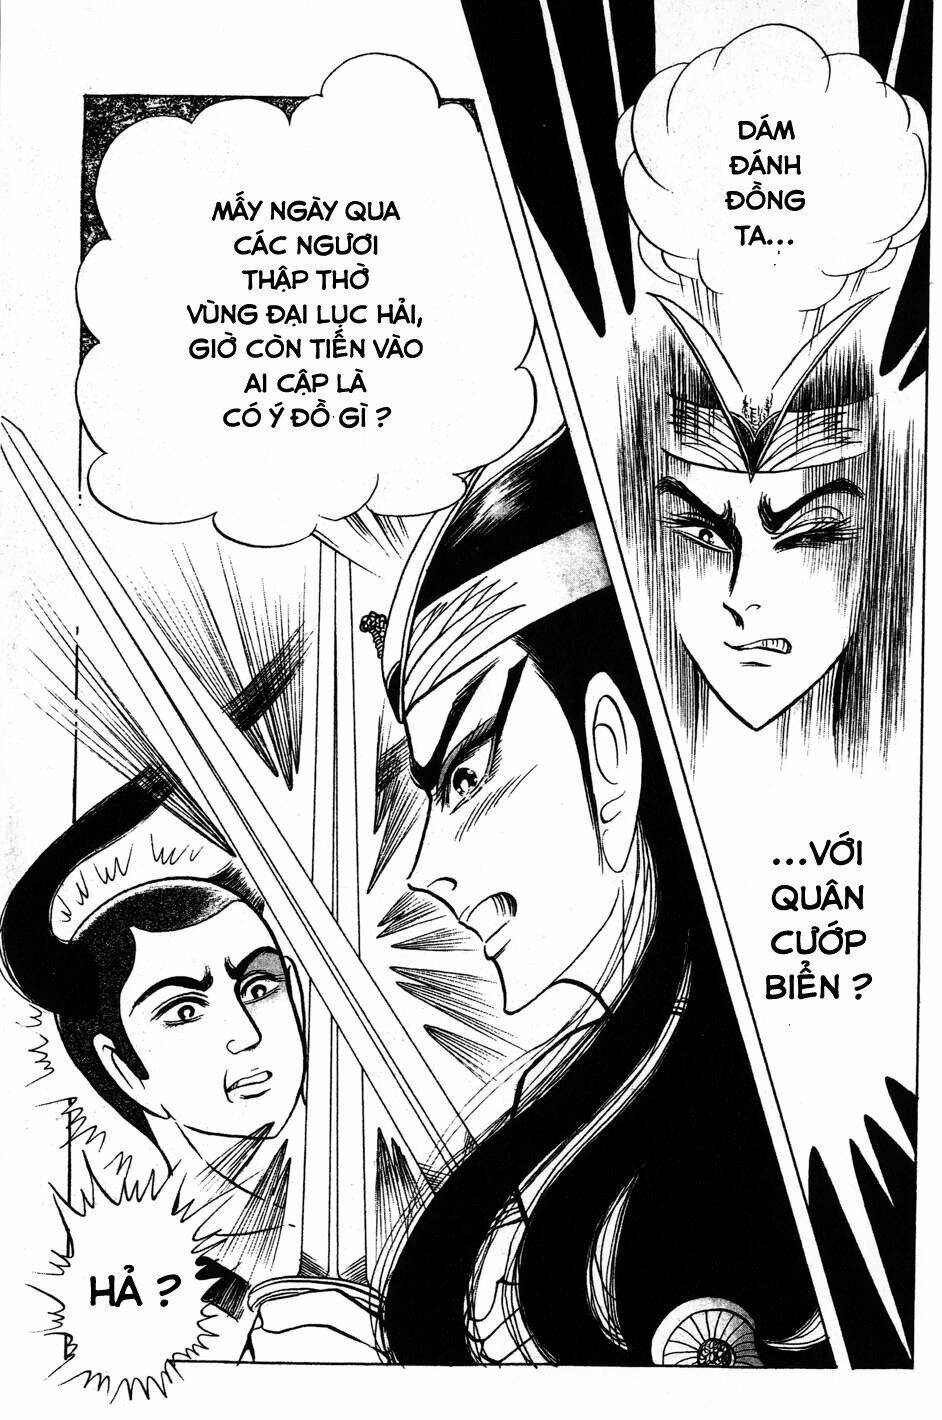 DÁM
ĐÁNH
ĐỒNG
TA...
...VỚI
QUÂN
CƯỚP
BIỂN ?
MẤY NGÀY QUA
CÁC NGƯƠI
THẬP THỜ
VÙNG ĐẠI LỤC HẢI,
GIỜ CÒN TIẾN VÀO
AI CẬP LÀ
CÓ Ý ĐỒ GÌ ?
HẢ ?